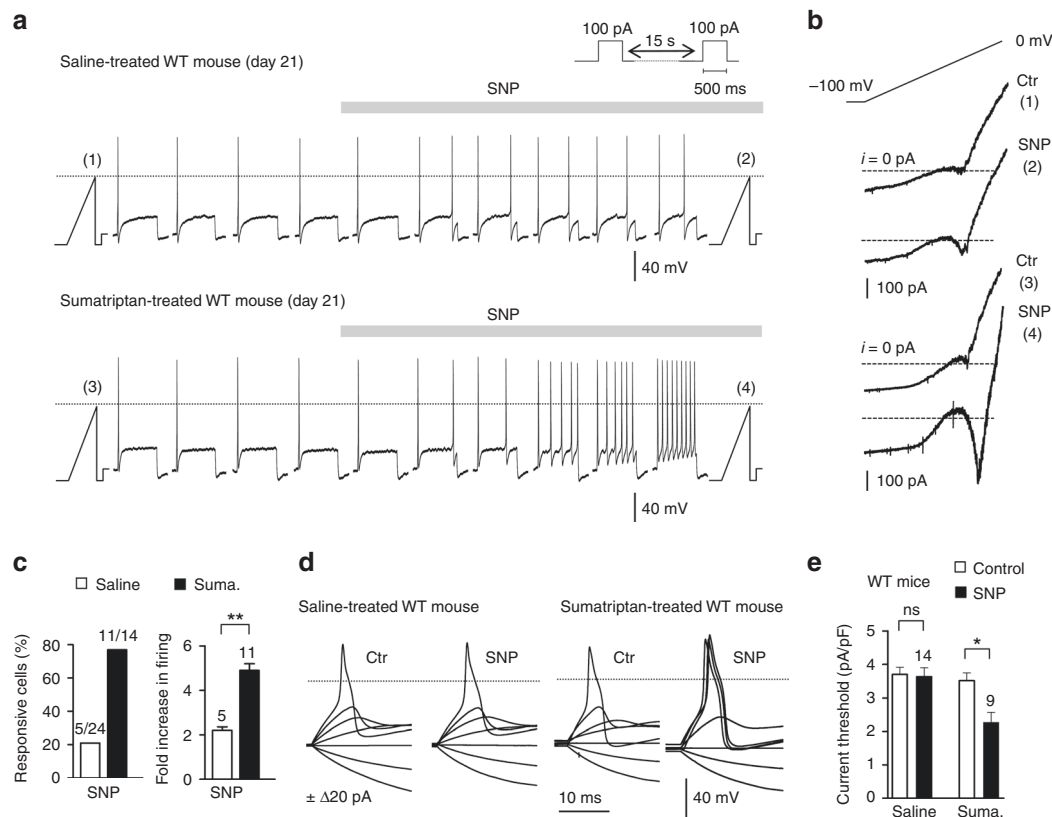 a
Saline-treated WT mouse (day 21)
100 pA
15 s
100 pA
500 ms
SNP
(1)
(2)
40 mV
Sumatriptan-treated WT mouse (day 21)
SNP
(3)
(4)
40 mV
b
0 mV
–100 mV
Ctr
(1)
SNP
(2)
i = 0 pA
100 pA
Ctr
(3)
SNP
(4)
i = 0 pA
100 pA
c
Saline
Suma.
Responsive cells (%)
80
60
40
20
0
5/24
11/14
SNP
Fold increase in firing
6
4
2
0
**
5
11
SNP
d
Saline-treated WT mouse
Sumatriptan-treated WT mouse
Ctr
SNP
Ctr
SNP
± Δ20 pA
10 ms
40 mV
e
Control
SNP
WT mice
Current threshold (pA/pF)
5
4
3
2
1
0
ns
14
*
9
Saline
Suma.